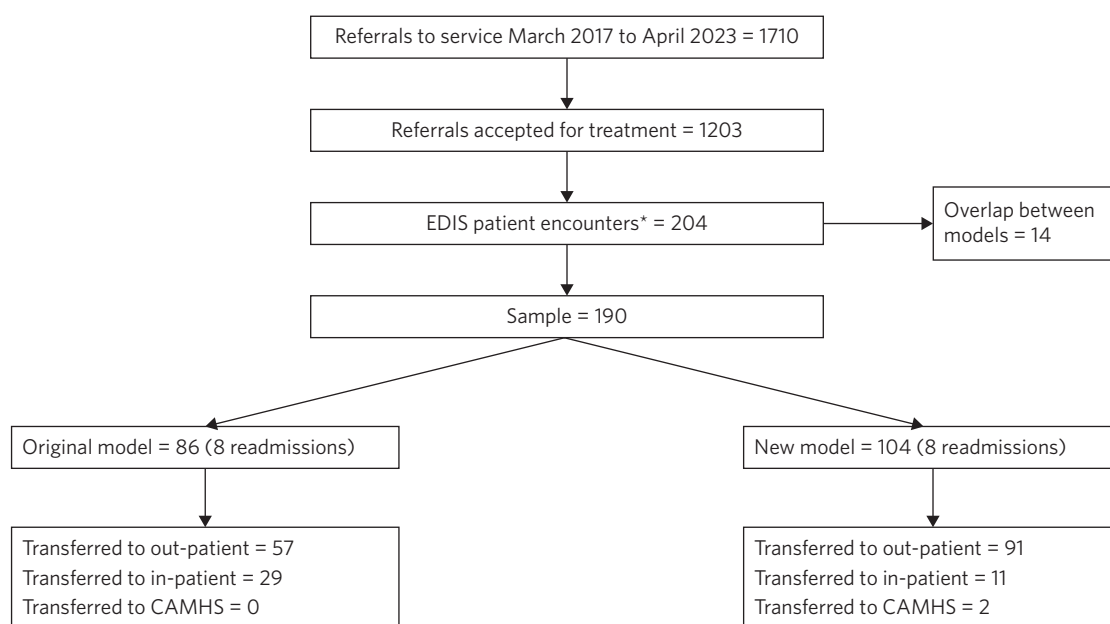 Referrals to service March 2017 to April 2023 = 1710
Referrals accepted for treatment = 1203
EDIS patient encounters* = 204
Overlap between
models = 14
Sample = 190
Original model = 86 (8 readmissions)
New model = 104 (8 readmissions)
Transferred to out-patient = 57
Transferred to in-patient = 29
Transferred to CAMHS = 0
Transferred to out-patient = 91
Transferred to in-patient = 11
Transferred to CAMHS = 2